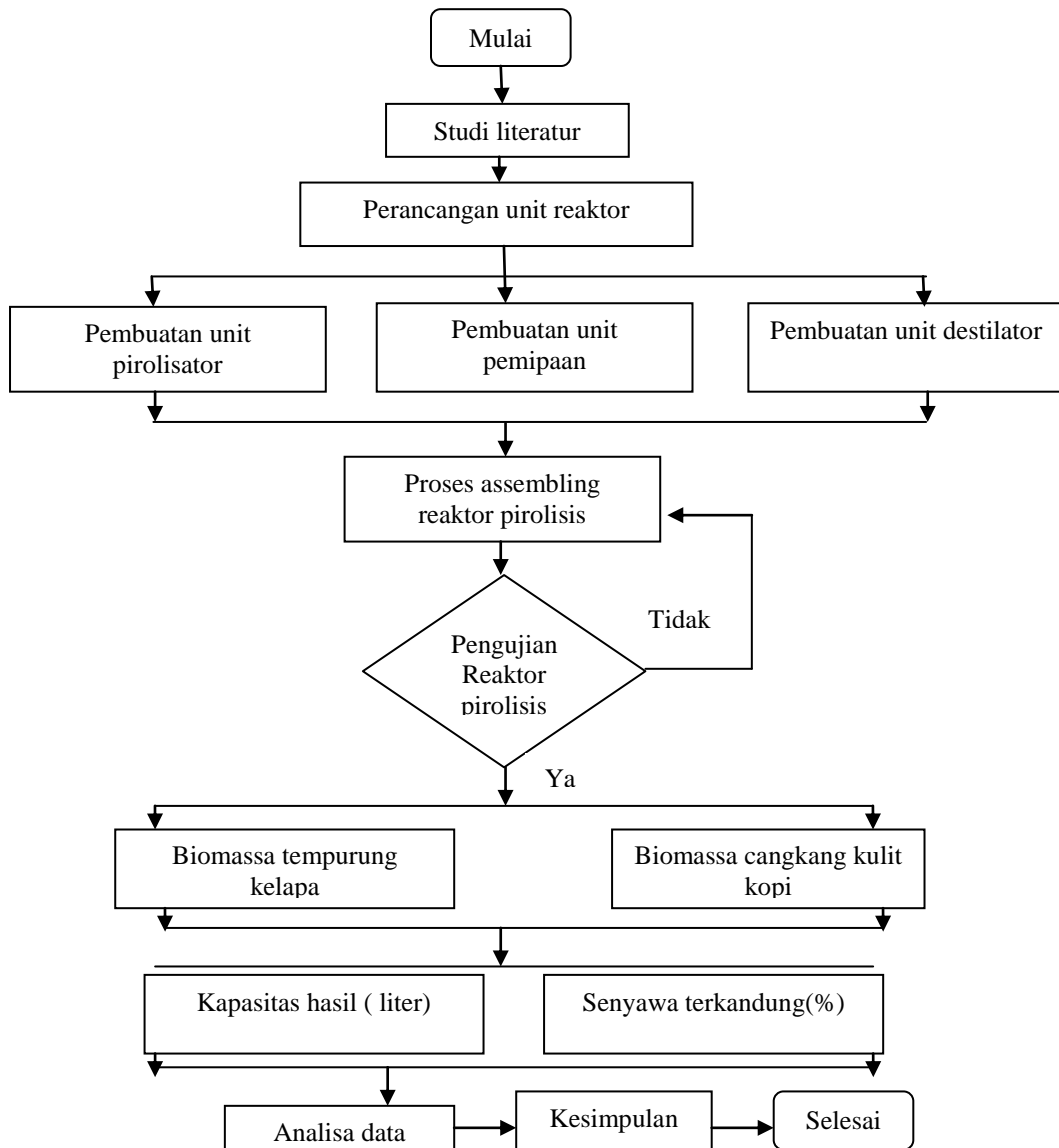 Mulai
Studi literatur
Perancangan unit reaktor
Pembuatan unit
pirolisator
Pembuatan unit
pemipaan
Pembuatan unit destilator
Proses assembling
reaktor pirolisis
Tidak
Pengujian
Reaktor
pirolisis
Ya
Biomassa tempurung
kelapa
Biomassa cangkang kulit
kopi
Kapasitas hasil ( liter)
Senyawa terkandung(%)
Analisa data
Kesimpulan
Selesai